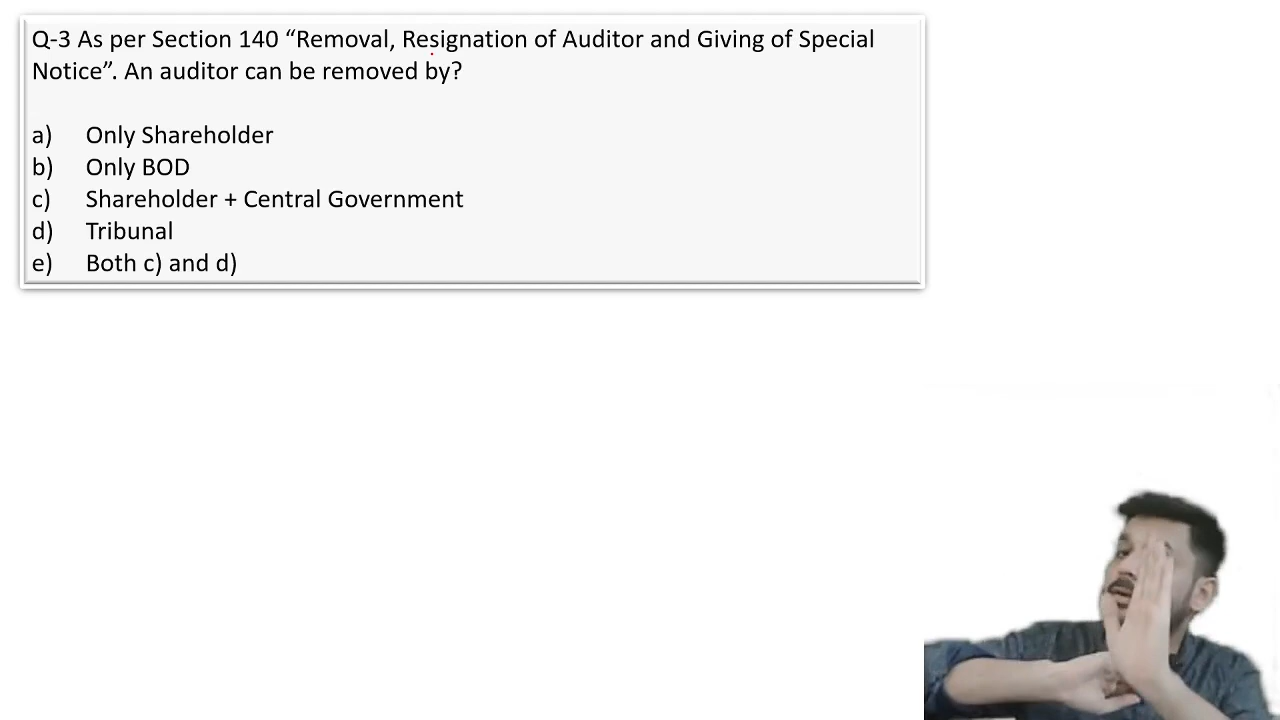 Q-3 As per Section 140 “Removal, Resignation of Auditor and Giving of Special
Notice”. An auditor can be removed by?
a) Only Shareholder
b) Only BOD
c) Shareholder + Central Government
d) Tribunal
e) Both c) and d)